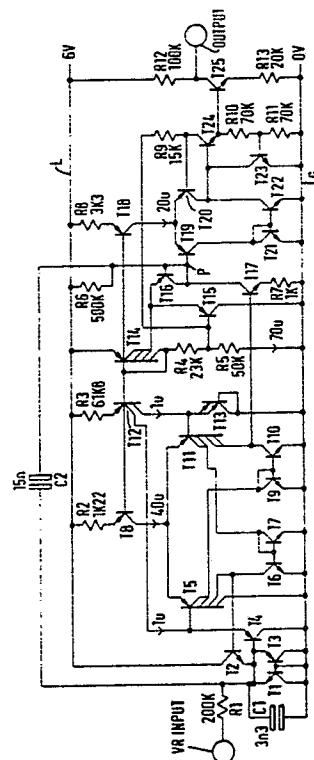 6V
L
R12
100K
OUTPUT
T25
R13
20K
0V
Lc
R8
3K3
T18
20u
R9
15K
T24
R10
70K
R11
70K
T20
T23
T19
T22
T21
R6
500K
P
T16
T17
R7
1K
T14
T15
R4
23K
R5
50K
70u
15n
C2
R3
61K8
T12
1u
T11
T13
T10
T9
R2
1K22
T8
40u
T5
T7
T6
1u
T4
T2
T3
T1
VR INPUT
200K
R1
C1
3n3